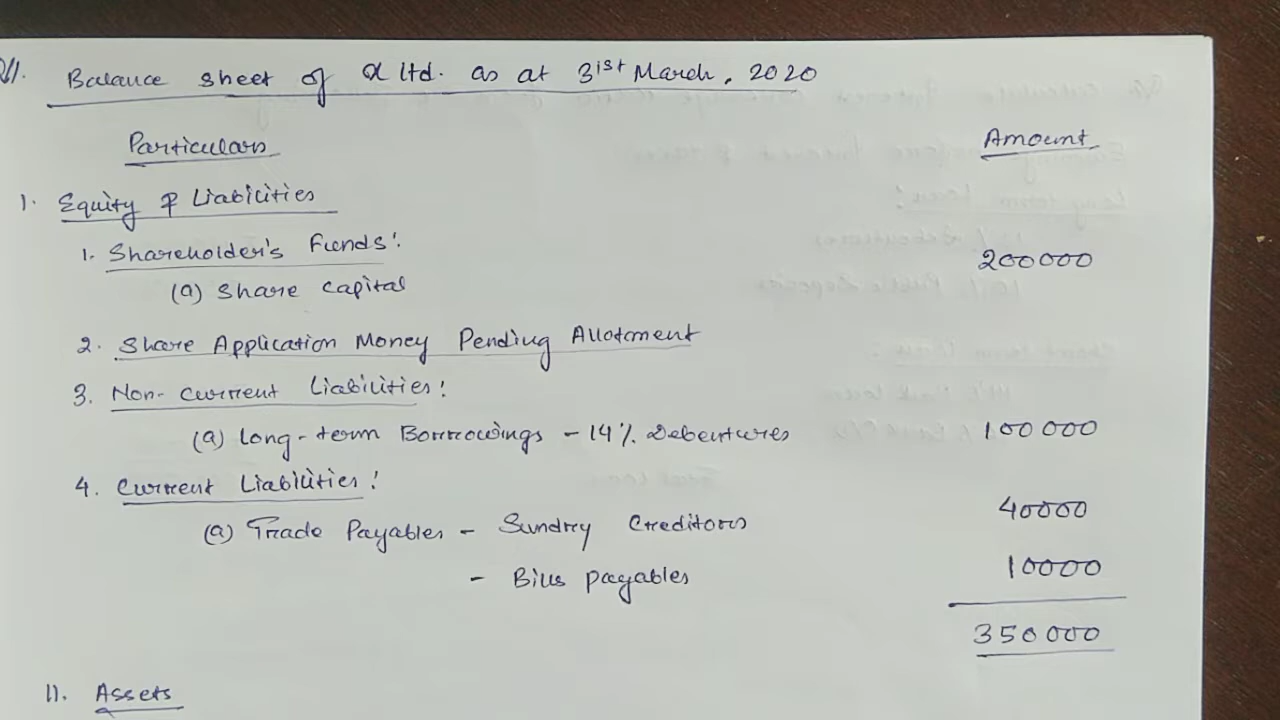 Balance sheet of X ltd. as at 31st March, 2020
Particulars Amount
1. Equity & Liabilities
1. Shareholder's Funds:
(a) Share capital 200000
2. Share Application Money Pending Allotment
3. Non-current Liabilities:
(a) Long-term Borrowings - 14% Debentures 100000
4. Current Liabilities:
(a) Trade Payables - Sundry Creditors 40000
- Bills payables 10000
350000
11. Assets